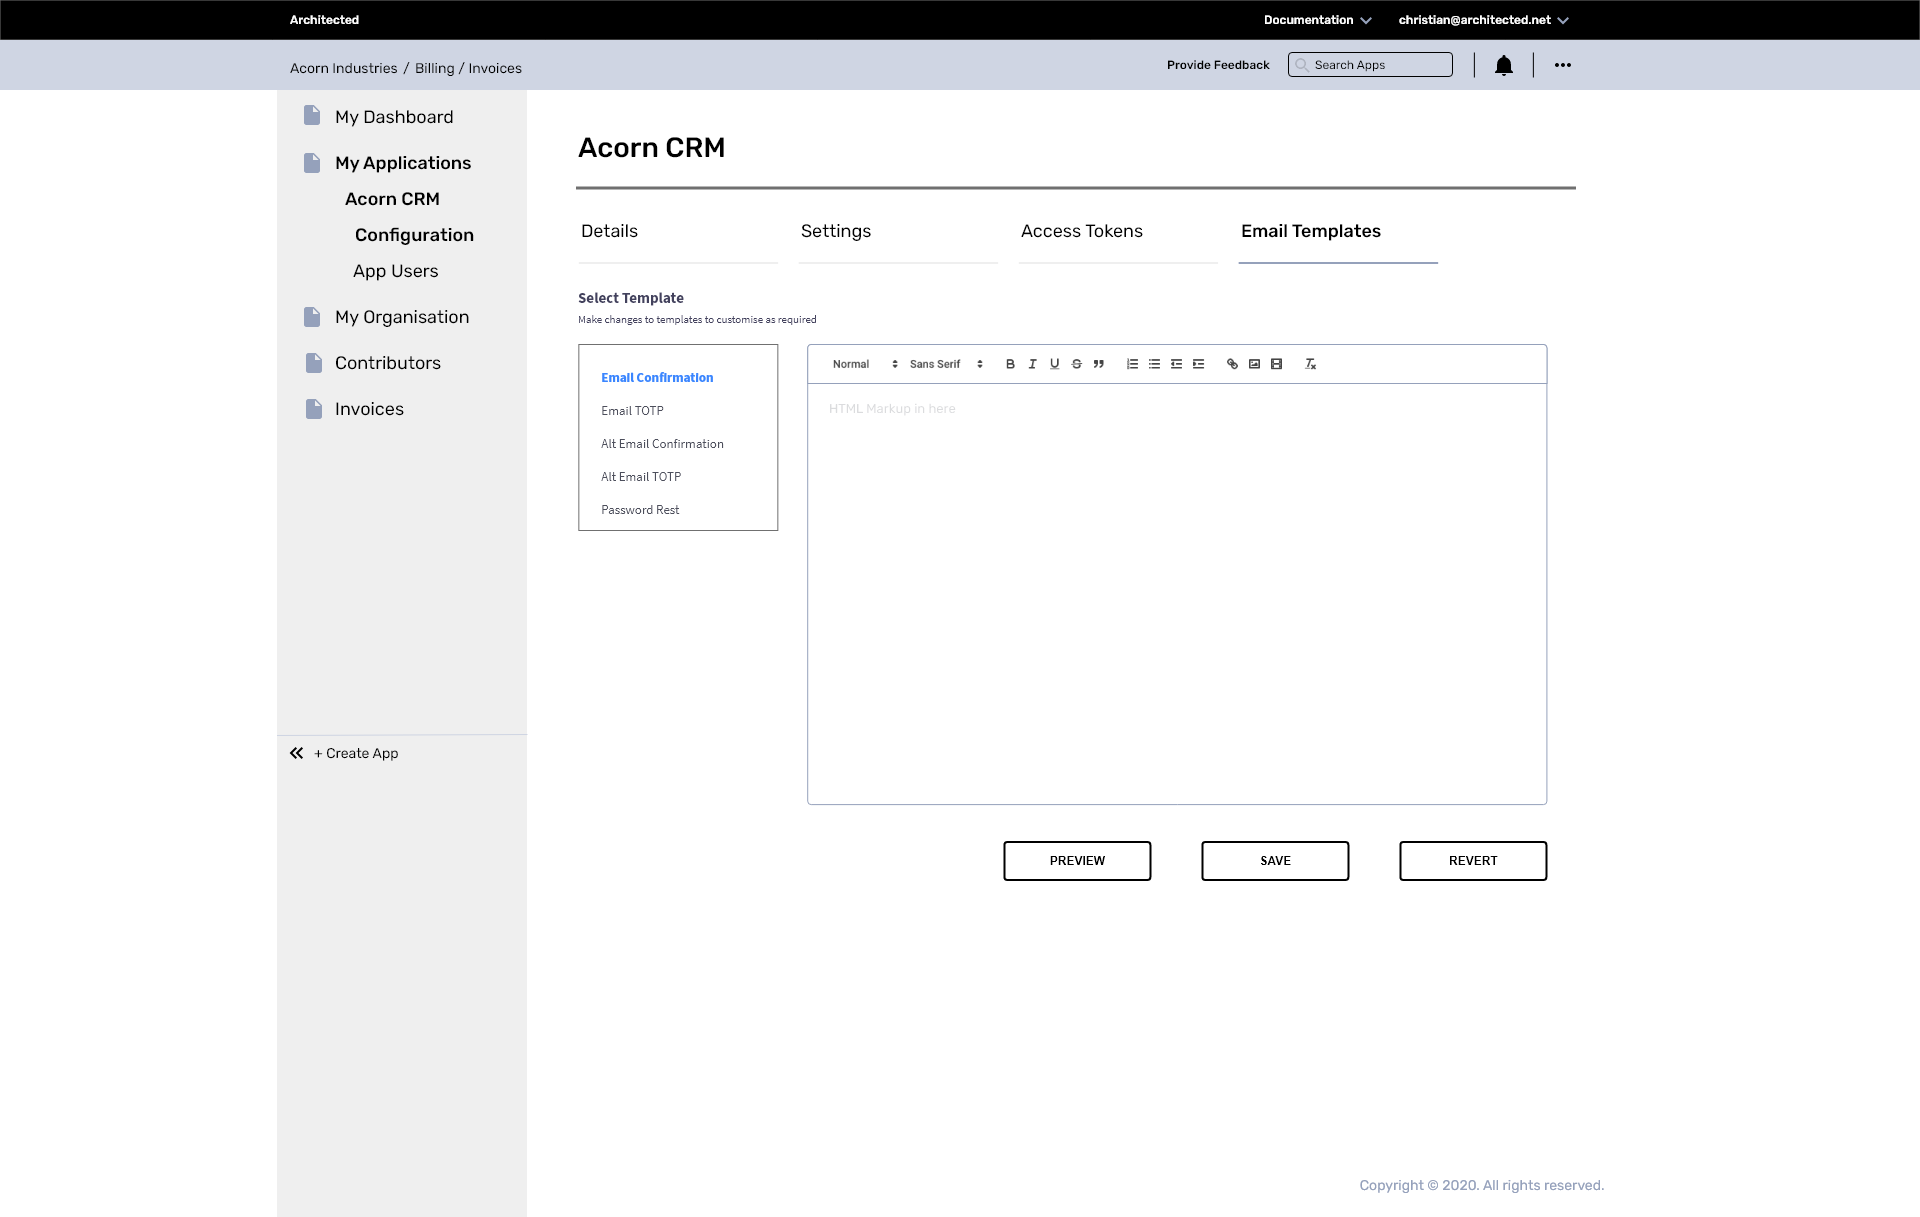 Architected
Documentation
christian@architected.net
Acorn Industries / Billing / Invoices
Provide Feedback
Search Apps
My Dashboard
My Applications
Acorn CRM
Configuration
App Users
My Organisation
Contributors
Invoices
+ Create App
Acorn CRM
Details
Settings
Access Tokens
Email Templates
Select Template
Make changes to templates to customise as required
Email Confirmation
Email TOTP
Alt Email Confirmation
Alt Email TOTP
Password Rest
Normal
Sans Serif
HTML Markup in here
PREVIEW
SAVE
REVERT
Copyright © 2020. All rights reserved.